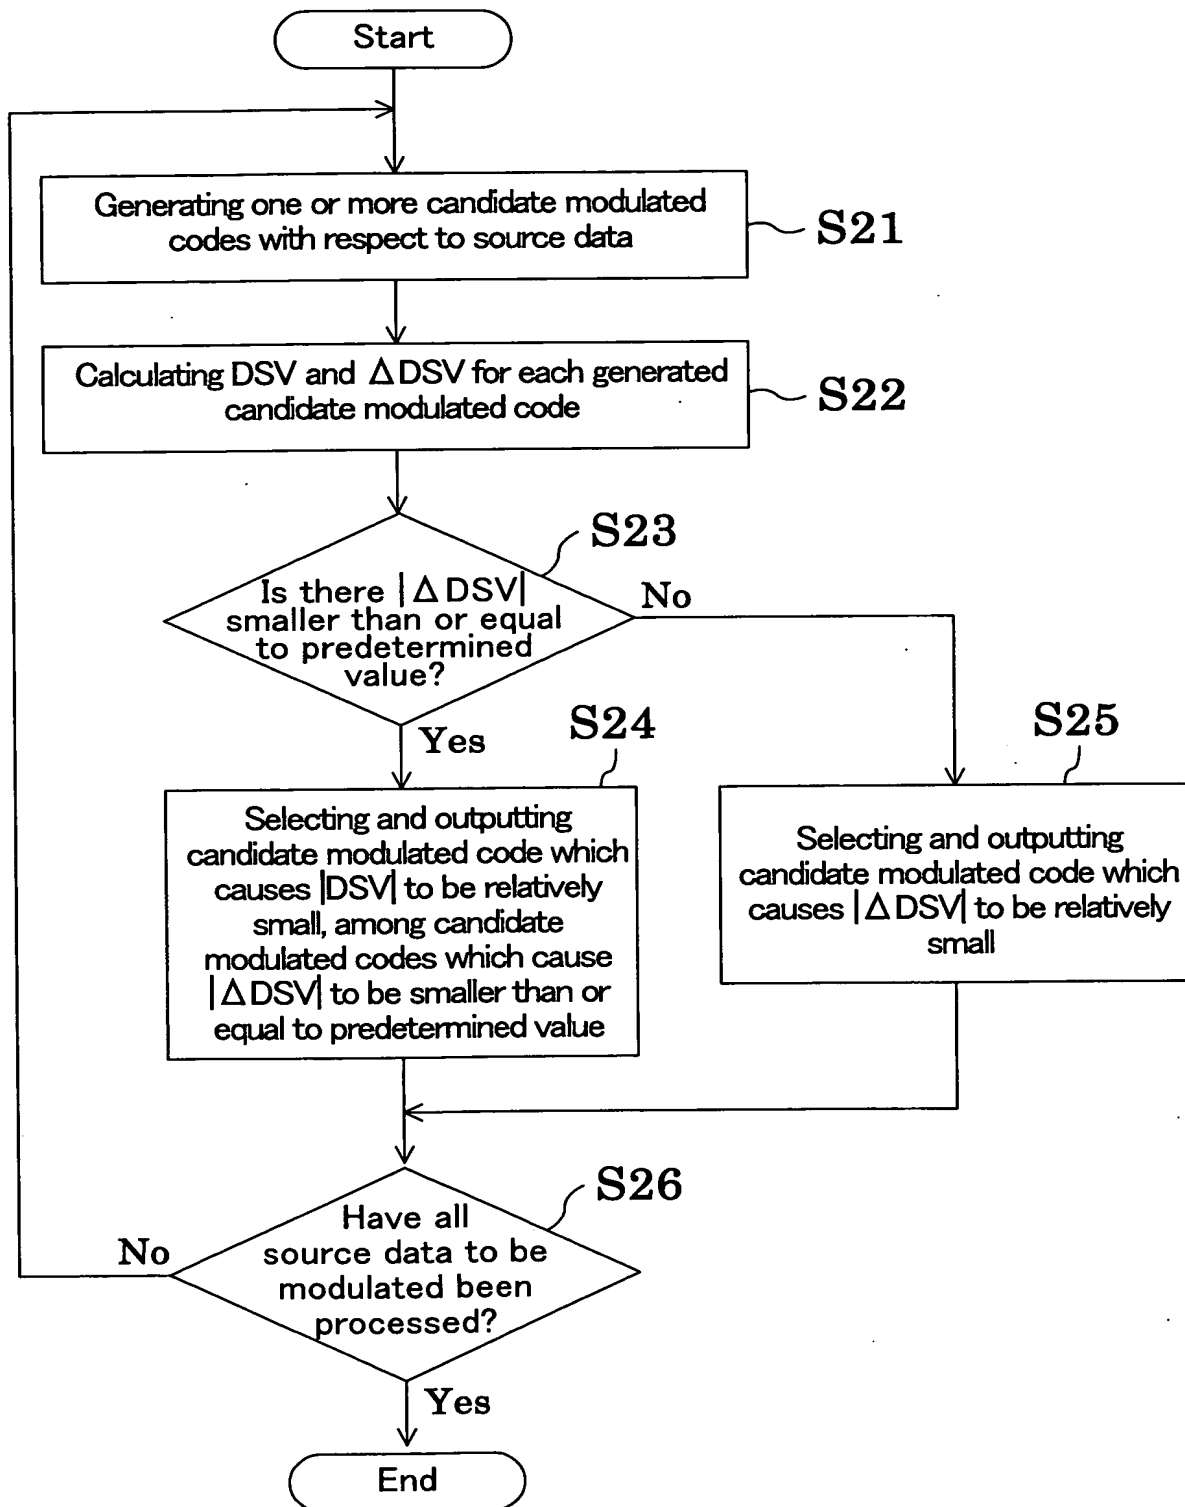 Start
Generating one or more candidate modulated
codes with respect to source data
S21
Calculating DSV and ΔDSV for each generated
candidate modulated code
S22
S23
Is there |ΔDSV|
smaller than or equal
to predetermined
value?
No
Yes
S24
Selecting and outputting
candidate modulated code which
causes |DSV| to be relatively
small, among candidate
modulated codes which cause
|ΔDSV| to be smaller than or
equal to predetermined value
S25
Selecting and outputting
candidate modulated code which
causes |ΔDSV| to be relatively
small
S26
Have all
source data to be
modulated been
processed?
No
Yes
End